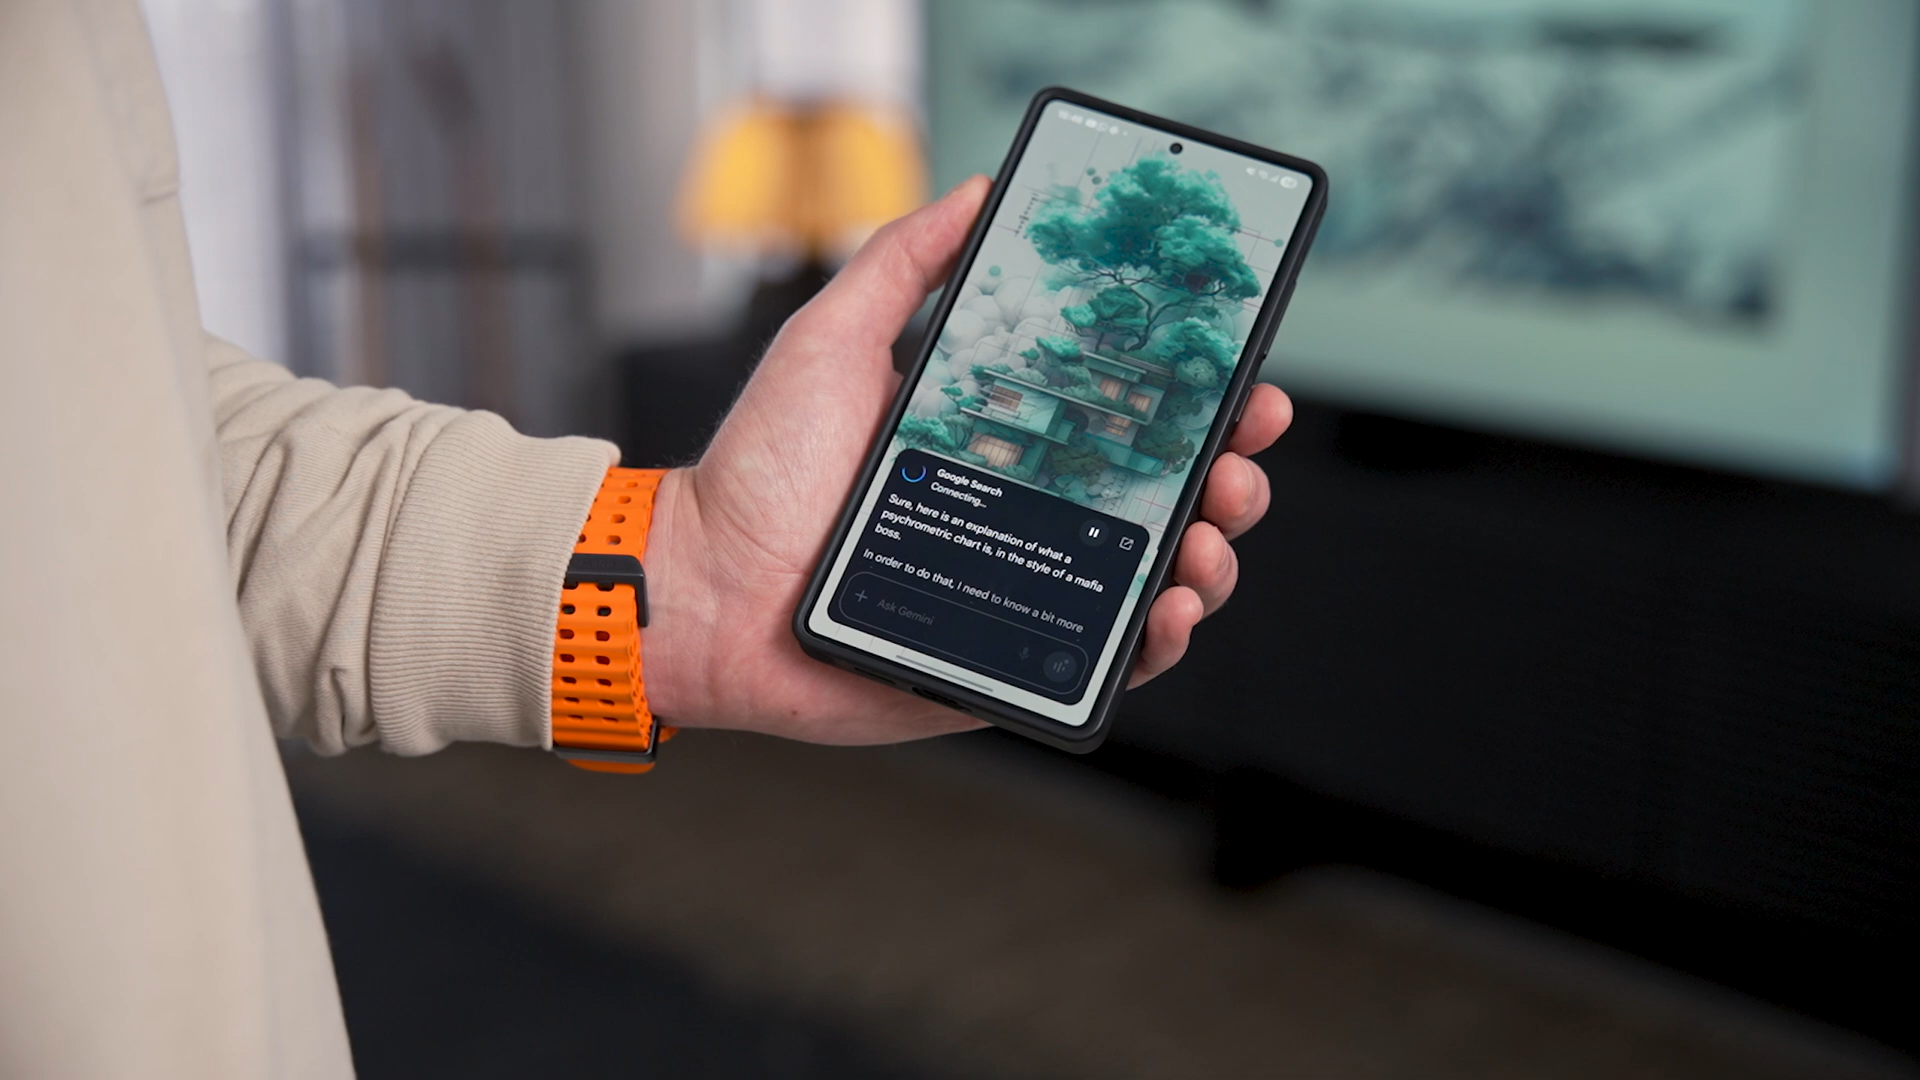 Google Search
Connecting...
Sure, here is an explanation of what a
psychrometric chart is, in the style of a mafia
boss.
In order to do that, I need to know a bit more
Ask Gemini